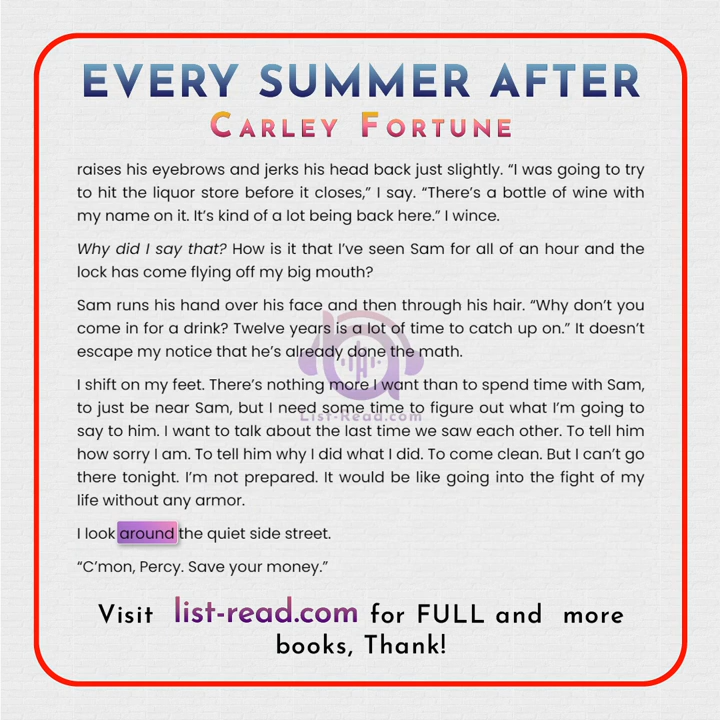 EVERY SUMMER AFTER
CARLEY FORTUNE
raises his eyebrows and jerks his head back just slightly. “I was going to try
to hit the liquor store before it closes,” I say. “There’s a bottle of wine with
my name on it. It’s kind of a lot being back here.” I wince.
Why did I say that? How is it that I’ve seen Sam for all of an hour and the
lock has come flying off my big mouth?
Sam runs his hand over his face and then through his hair. “Why don’t you
come in for a drink? Twelve years is a lot of time to catch up on.” It doesn’t
escape my notice that he’s already done the math.
I shift on my feet. There’s nothing more I want than to spend time with Sam,
to just be near Sam, but I need some time to figure out what I’m going to
List-Read.com
say to him. I want to talk about the last time we saw each other. To tell him
how sorry I am. To tell him why I did what I did. To come clean. But I can’t go
there tonight. I’m not prepared. It would be like going into the fight of my
life without any armor.
I look around the quiet side street.
“C’mon, Percy. Save your money.”
Visit list-read.com for FULL and more
books, Thank!